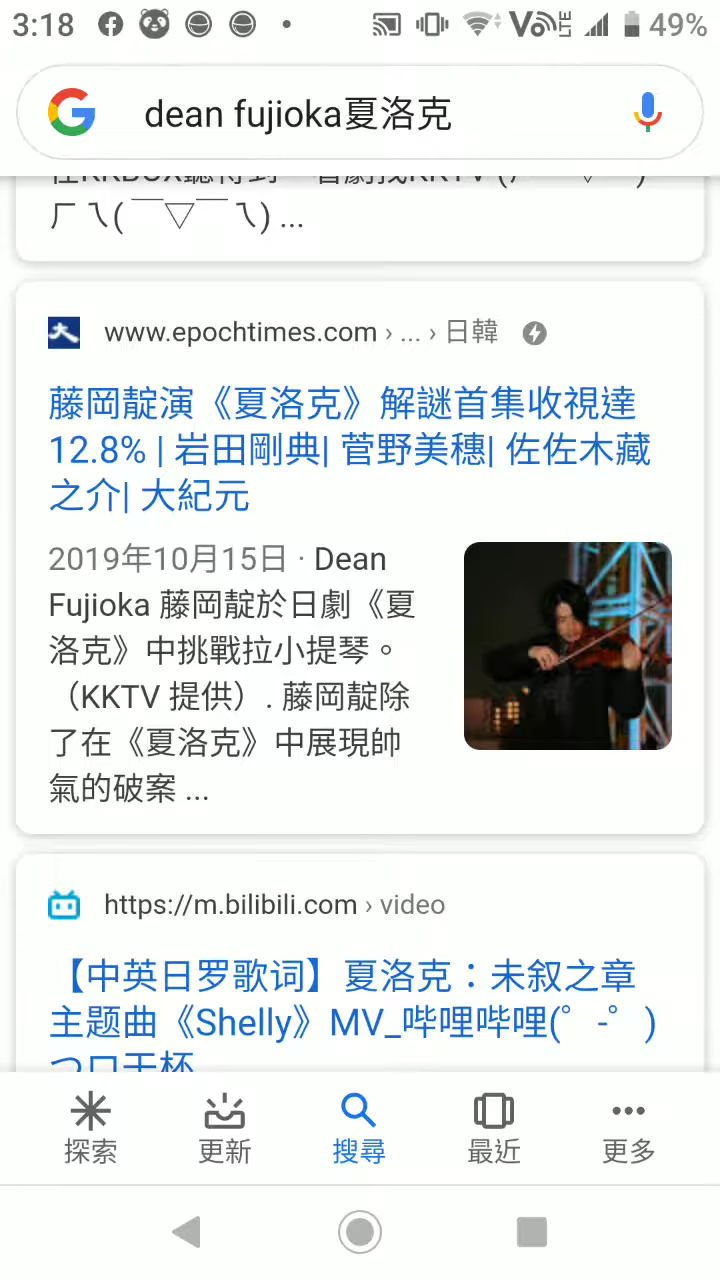 3:18
VoLTE
49%
dean fujioka夏洛克
ㄏㄟ( ￣▽￣ㄟ) ...
www.epochtimes.com › ... › 日韓
藤岡靛演《夏洛克》解謎首集收視達
12.8% | 岩田剛典| 菅野美穗| 佐佐木藏
之介| 大紀元
2019年10月15日 · Dean
Fujioka 藤岡靛於日劇《夏
洛克》中挑戰拉小提琴。
（KKTV 提供）. 藤岡靛除
了在《夏洛克》中展現帥
氣的破案 ...
https://m.bilibili.com › video
【中英日罗歌词】夏洛克：未叙之章
主题曲《Shelly》MV_哔哩哔哩(゜-゜)
つロ干杯
探索
更新
搜尋
最近
更多